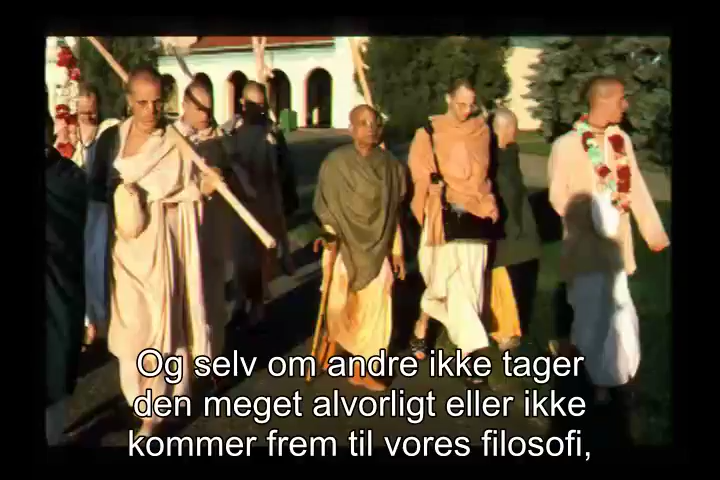 Og selv om andre ikke tager
den meget alvorligt eller ikke
kommer frem til vores filosofi,